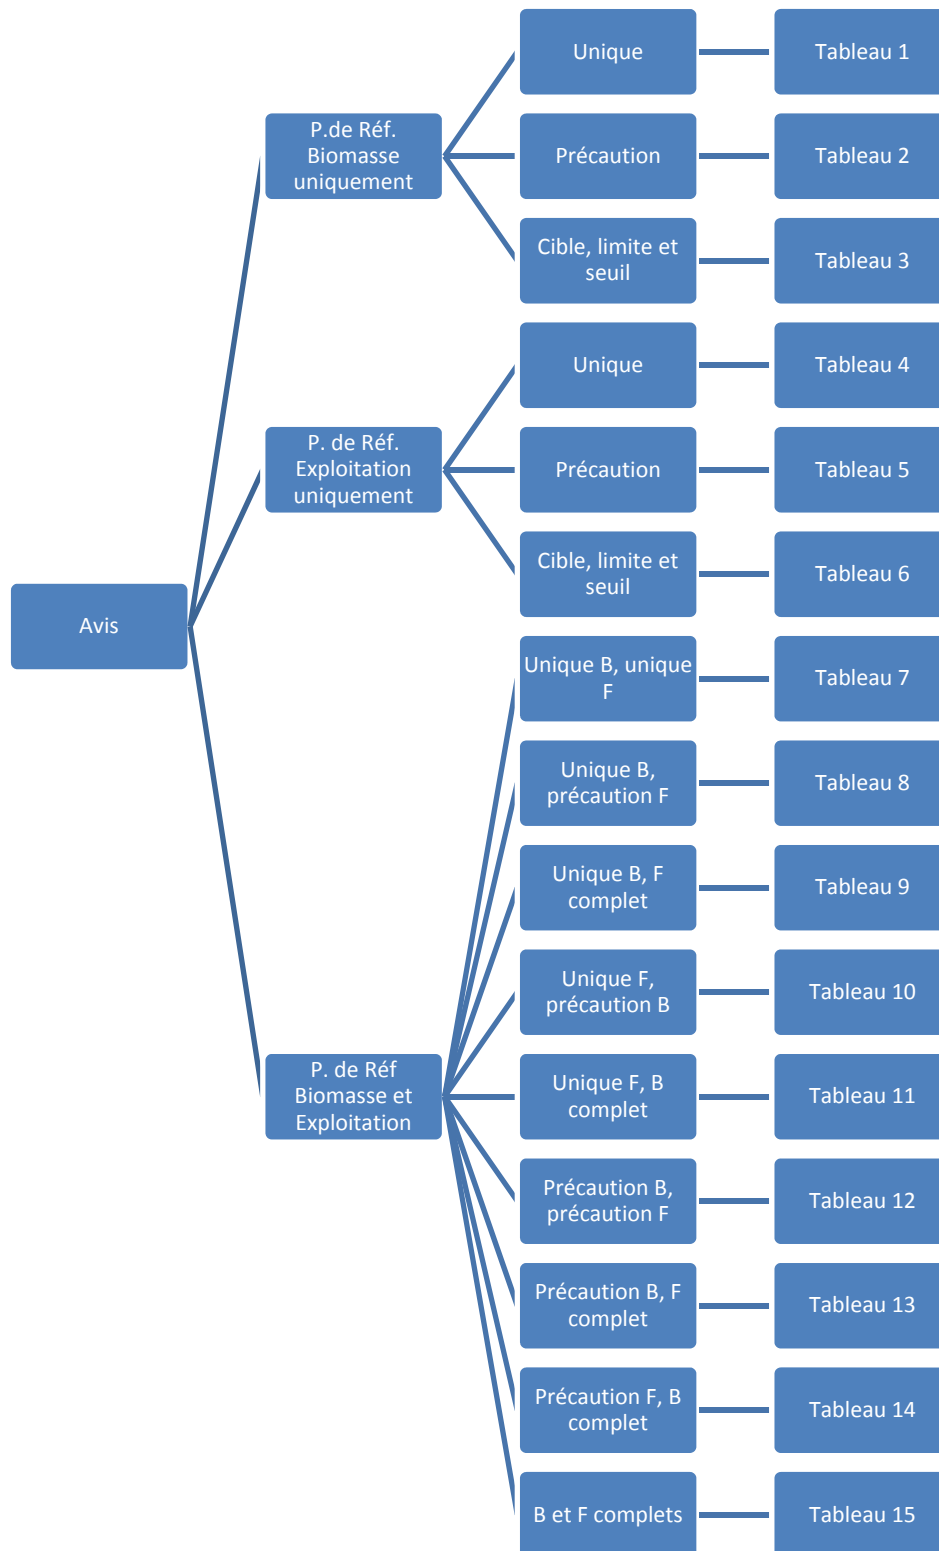 Avis
P.de Réf.
Biomasse
uniquement
Unique
Tableau 1
Précaution
Tableau 2
Cible, limite et
seuil
Tableau 3
P. de Réf.
Exploitation
uniquement
Unique
Tableau 4
Précaution
Tableau 5
Cible, limite et
seuil
Tableau 6
P. de Réf
Biomasse et
Exploitation
Unique B, unique
F
Tableau 7
Unique B,
précaution F
Tableau 8
Unique B, F
complet
Tableau 9
Unique F,
précaution B
Tableau 10
Unique F, B
complet
Tableau 11
Précaution B,
précaution F
Tableau 12
Précaution B, F
complet
Tableau 13
Précaution F, B
complet
Tableau 14
B et F complets
Tableau 15